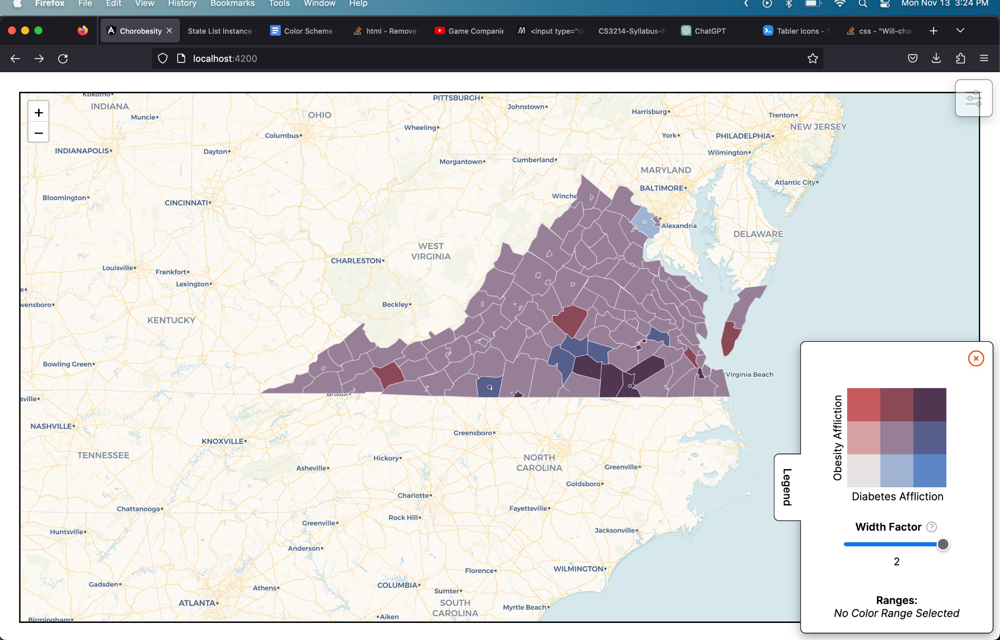 Firefox File Edit View History Bookmarks Tools Window Help Mon Nov 13 3:24 PM
Chorobesity State List Instance Color Scheme - html - Remove Game Companie <input type="ra CS3214-Syllabus-F ChatGPT Tabler Icons - 1 css - "Will-chan
localhost:4200
+
−
Kokomo
INDIANA
Muncie
INDIANAPOLIS
Bloomington
OHIO
Columbus
Dayton
CINCINNATI
PITTSBURGH
Johnstown
Wheeling
Harrisburg
Trenton
NEW JERSEY
York
PHILADELPHIA
Wilmington
Morgantown
Cumberland
MARYLAND
BALTIMORE
Atlantic City
Winche
Alexandria
DELAWARE
WEST
VIRGINIA
CHARLESTON
Louisville
Frankfort
Lexington
e
wensboro
Beckley
KENTUCKY
Bowling Green
Virginia Beach
Bristol
sville
NASHVILLE
KNOXVILLE
TENNESSEE
Greensboro
Hickory
NORTH
CAROLINA
Asheville
Greenville
Goldsboro
Charlotte
Chattanooga
Fayetteville
Rock Hill
Greenville
Huntsville
Jacksonville
Anderson
Florence
WILMINGTON
Gadsden
Athens
COLUMBIA
Sumter
ATLANTA
SOUTH
CAROLINA
Myrtle Beach
Aiken
Birmingham
Legend
Obesity Affliction
Diabetes Affliction
Width Factor ?
2
Ranges:
No Color Range Selected